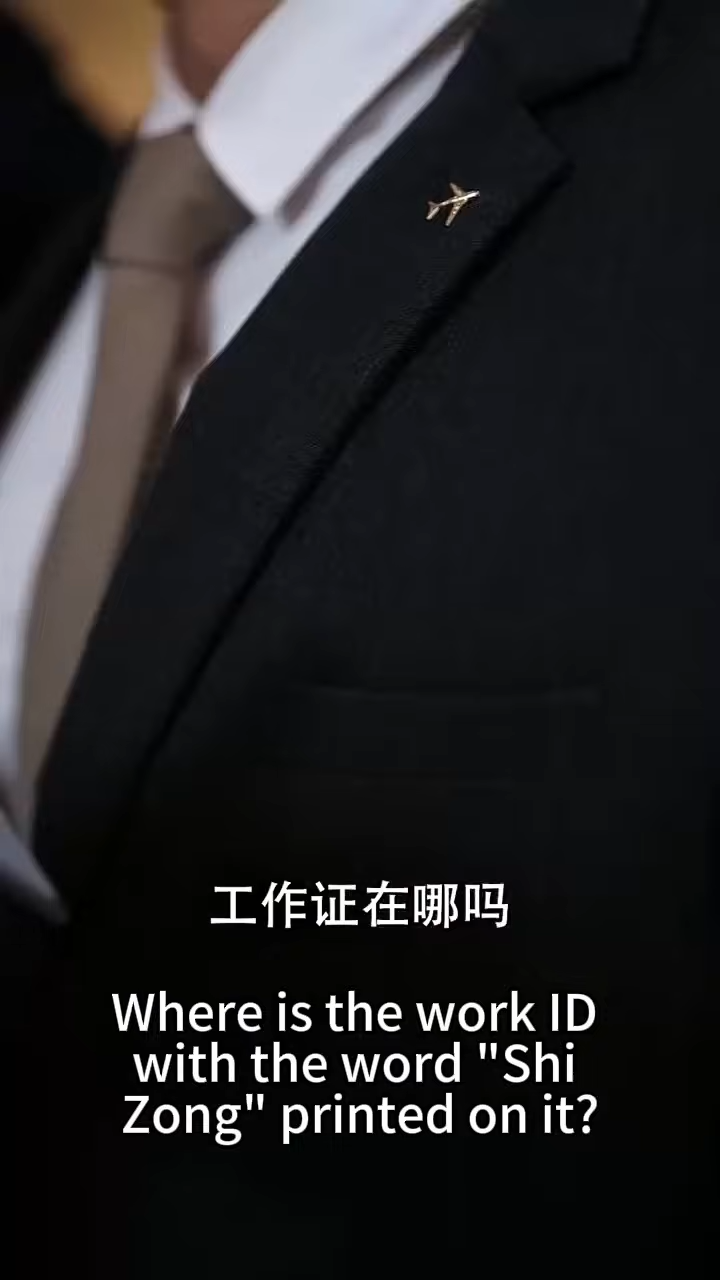 工作证在哪吗
Where is the work ID
with the word "Shi
Zong" printed on it?